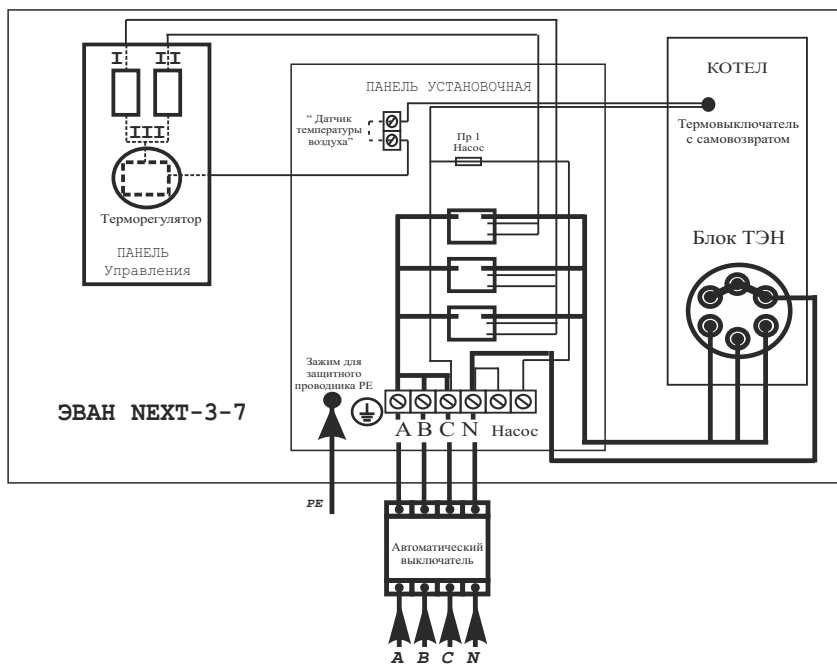 I
II
III
Терморегулятор
ПАНЕЛЬ
Управления
ПАНЕЛЬ УСТАНОВОЧНАЯ
“ Датчик
температуры
воздуха”
Пр 1
Насос
КОТЕЛ
Термовыключатель
с самовозвратом
Блок ТЭН
Зажим для
защитного
проводника РЕ
ЭВАН NEXT-3-7
A B C N Насос
PE
Автоматический
выключатель
A B C N